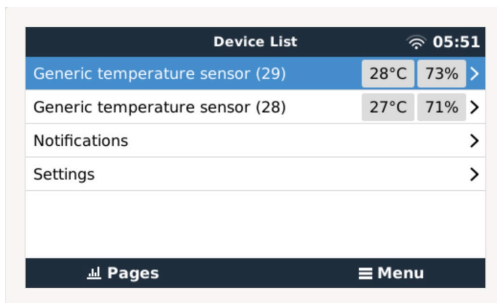 Device List 05:51
Generic temperature sensor (29) 28°C 73%
Generic temperature sensor (28) 27°C 71%
Notifications
Settings
Pages Menu